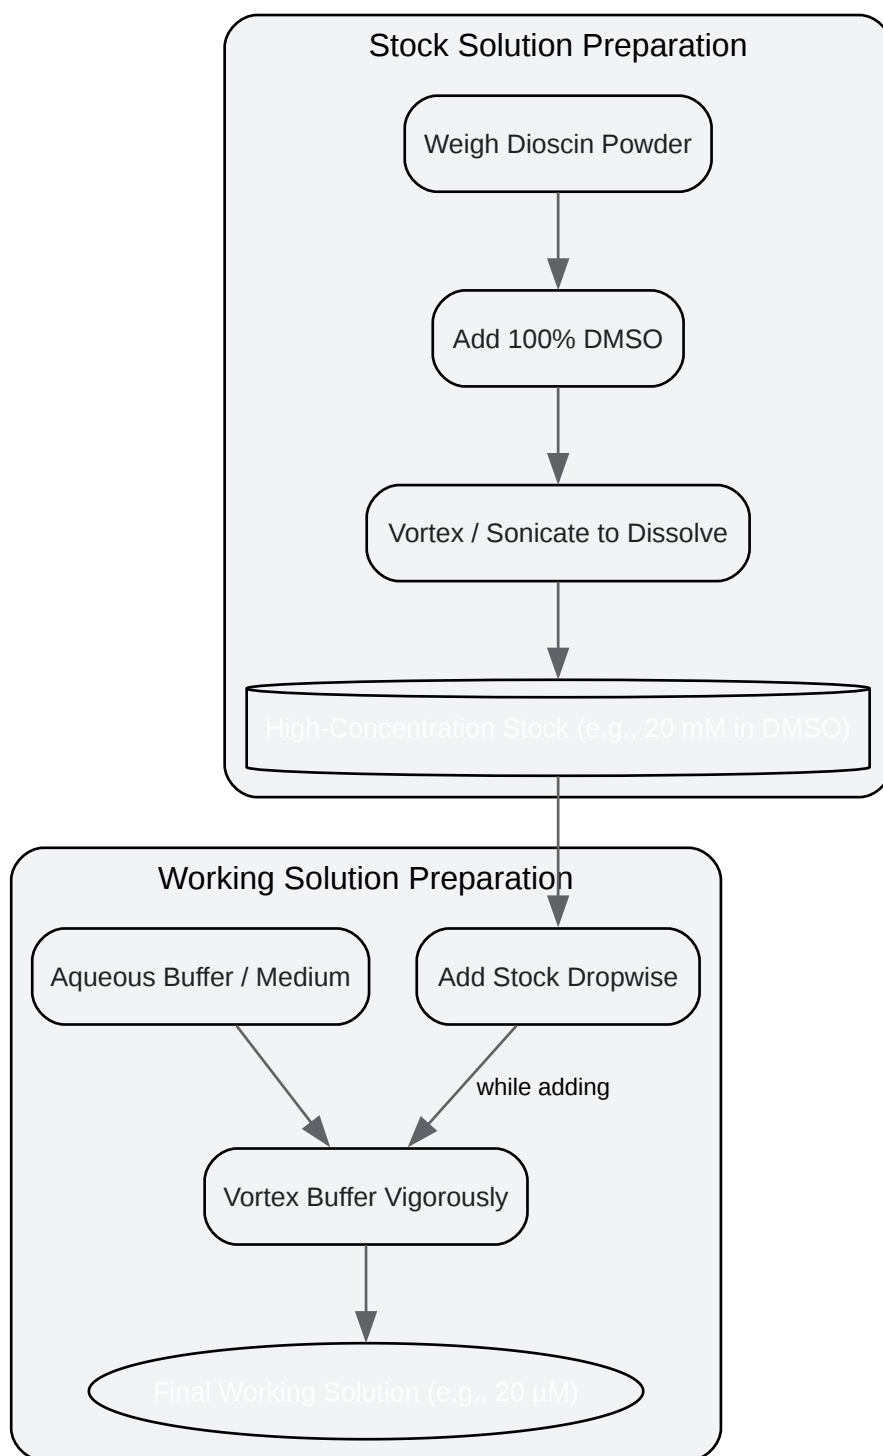 Stock Solution Preparation
Weigh Dioscin Powder
Add 100% DMSO
Vortex / Sonicate to Dissolve
High-Concentration Stock (e.g., 20 mM in DMSO)
Working Solution Preparation
Aqueous Buffer / Medium
Add Stock Dropwise
while adding
Vortex Buffer Vigorously
Final Working Solution (e.g., 20 µM)